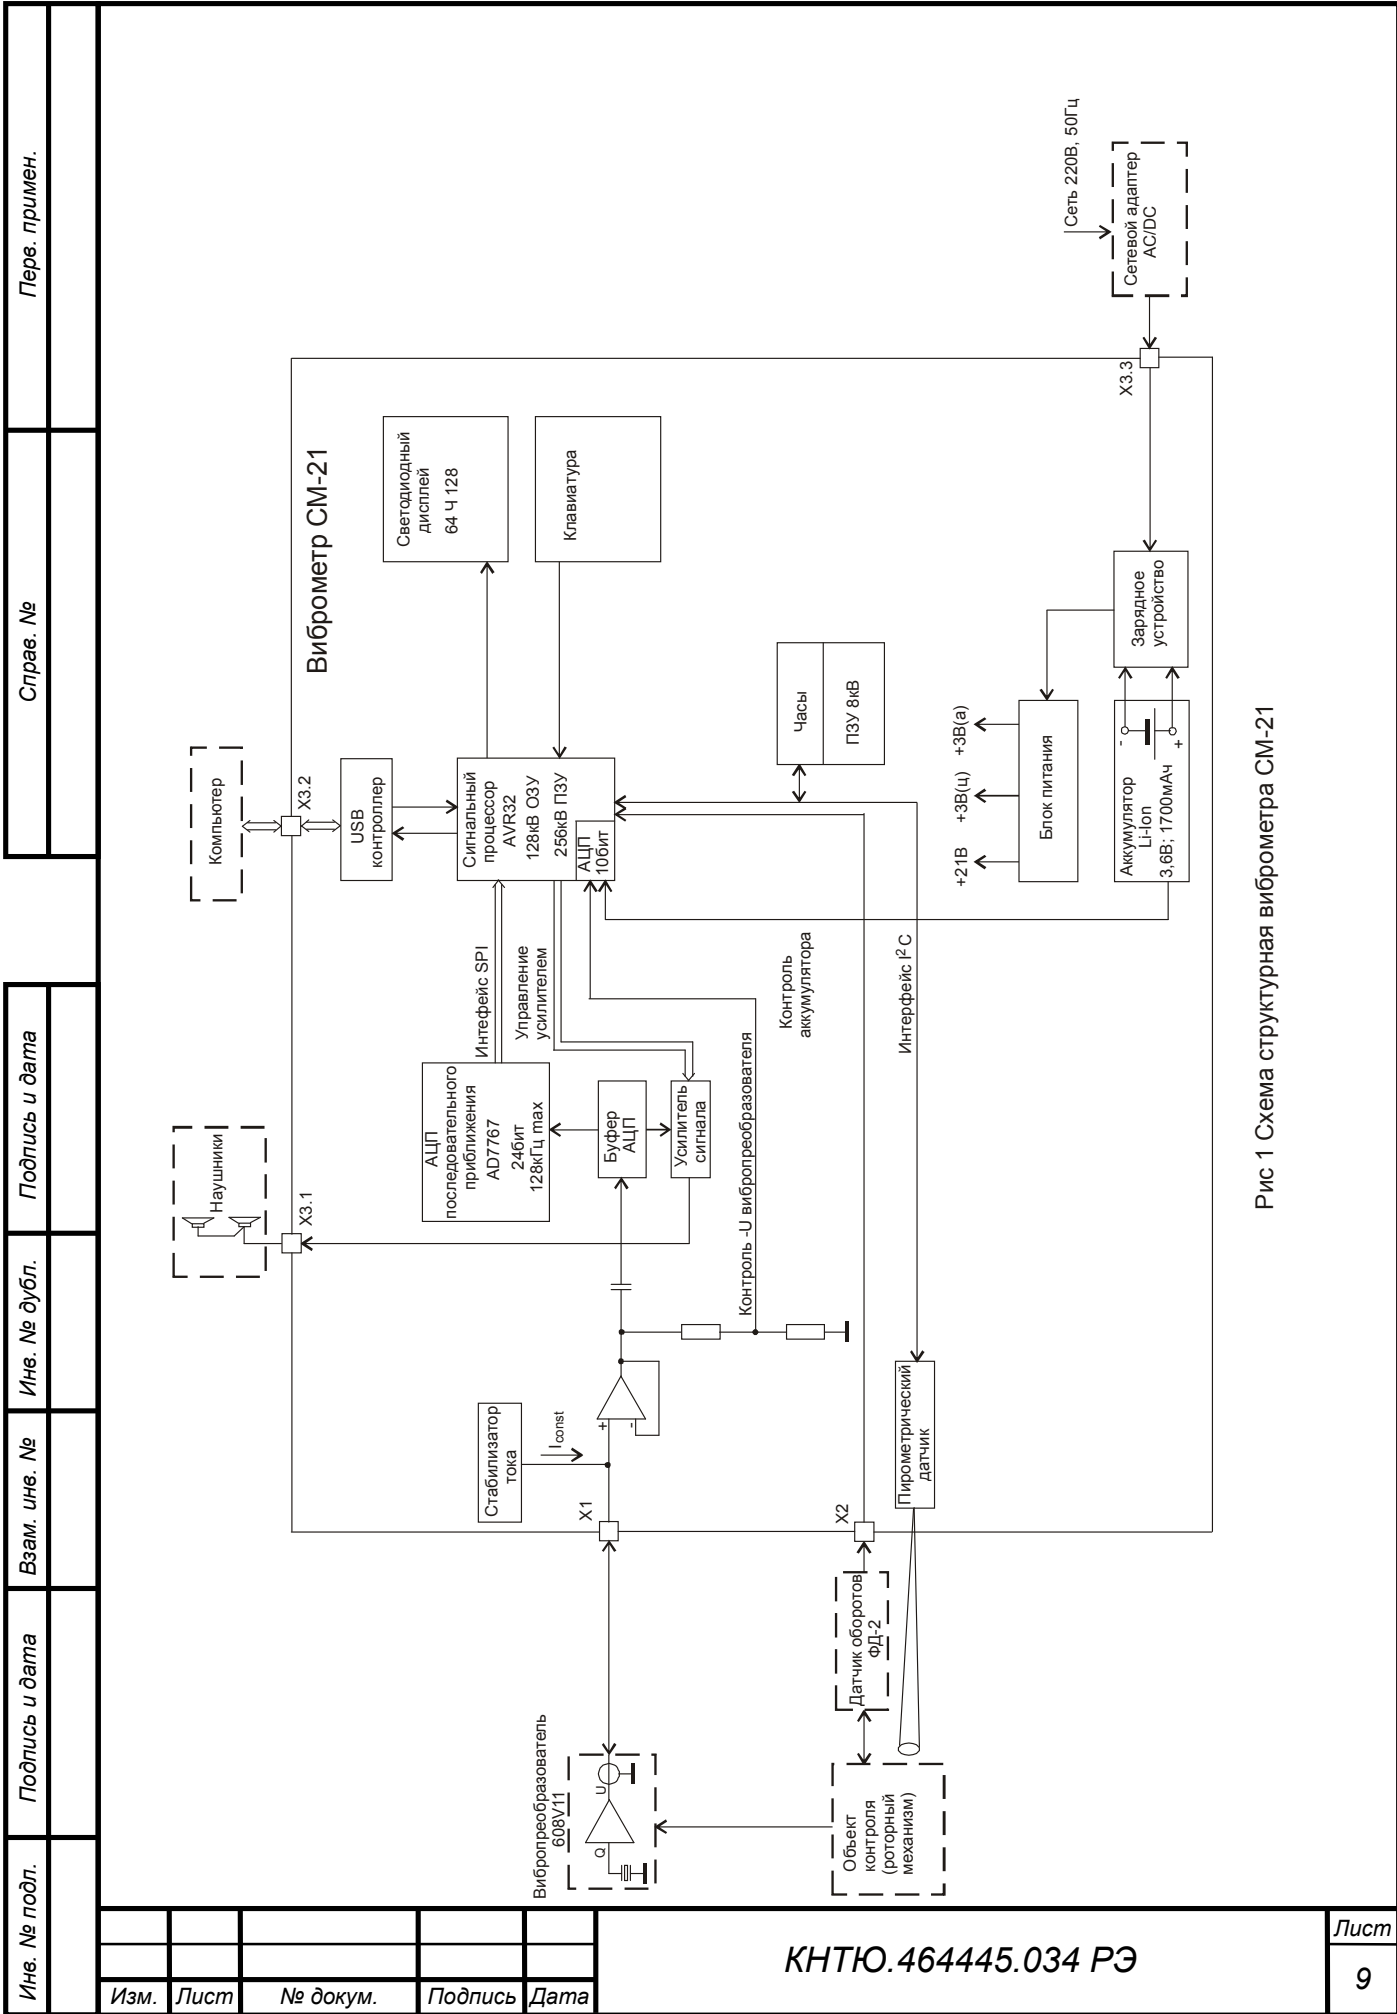 Перв. примен.
Справ. №
Подпись и дата
Инв. № дубл.
Взам. инв. №
Подпись и дата
Инв. № подл.
Вибропреобразователь
608V11
Q
U
Объект
контроля
(роторный
механизм)
Датчик оборотов
ФД-2
X1
X2
Стабилизатор
тока
Iconst
+
-
Пирометрический
датчик
Наушники
X3.1
АЦП
последовательного
приближения
AD7767
24бит
128кГц max
Буфер
АЦП
Усилитель
сигнала
Контроль -U вибропреобразователя
Интефейс SPI
Управление
усилителем
Контроль
аккумулятора
Интерфейс I² C
Компьютер
X3.2
USB
контроллер
Сигнальный
процессор
AVR32
128кВ ОЗУ
256кВ ПЗУ
АЦП
10бит
Вибрметр СМ-21
Светодиодный
дисплей
64 Ч 128
Клавиатура
Часы
ПЗУ 8кВ
+21В
+3В(ц)
+3В(а)
Блок питания
Аккумулятор
Li-Ion
3,6В; 1700мАч
-
+
Зарядное
устройство
X3.3
Сеть 220В, 50Гц
Сетевой адаптер
AC/DC
Рис 1 Схема структурная виброметра СМ-21
Изм.
Лист
№ докум.
Подпись
Дата
КНТЮ.464445.034 РЭ
Лист
9